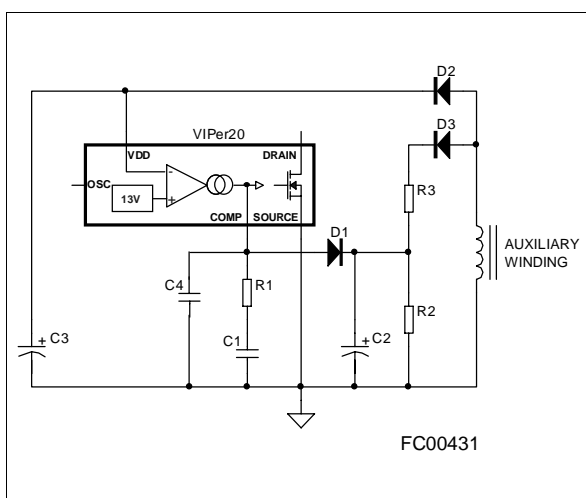 D2
VIPer20
D3
VDD
DRAIN
OSC
-
+
13V
R3
COMP
SOURCE
D1
AUXILIARY
WINDING
C4
R1
R2
+
C3
C1
+
C2
FC00431